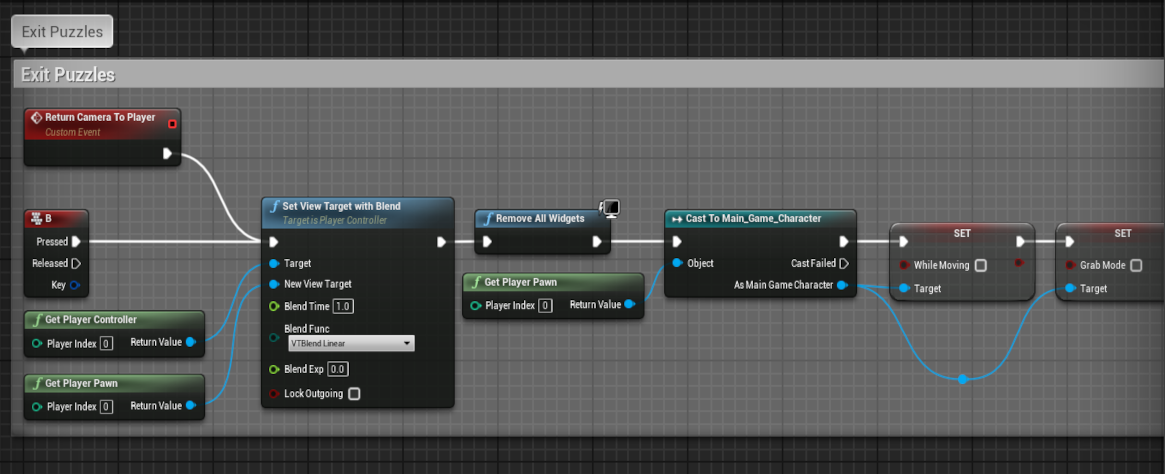 Exit Puzzles
Exit Puzzles
Return Camera To Player
Custom Event
B
Pressed
Released
Key
Get Player Controller
Player Index 0 Return Value
Get Player Pawn
Player Index 0 Return Value
f Set View Target with Blend
Target is Player Controller
Target
New View Target
Blend Time 1.0
Blend Func
VTBlend Linear
Blend Exp 0.0
Lock Outgoing
f Remove All Widgets
f Get Player Pawn
Player Index 0 Return Value
Cast To Main_Game_Character
Object Cast Failed
As Main Game Character
SET
While Moving
Target
SET
Grab Mode
Target